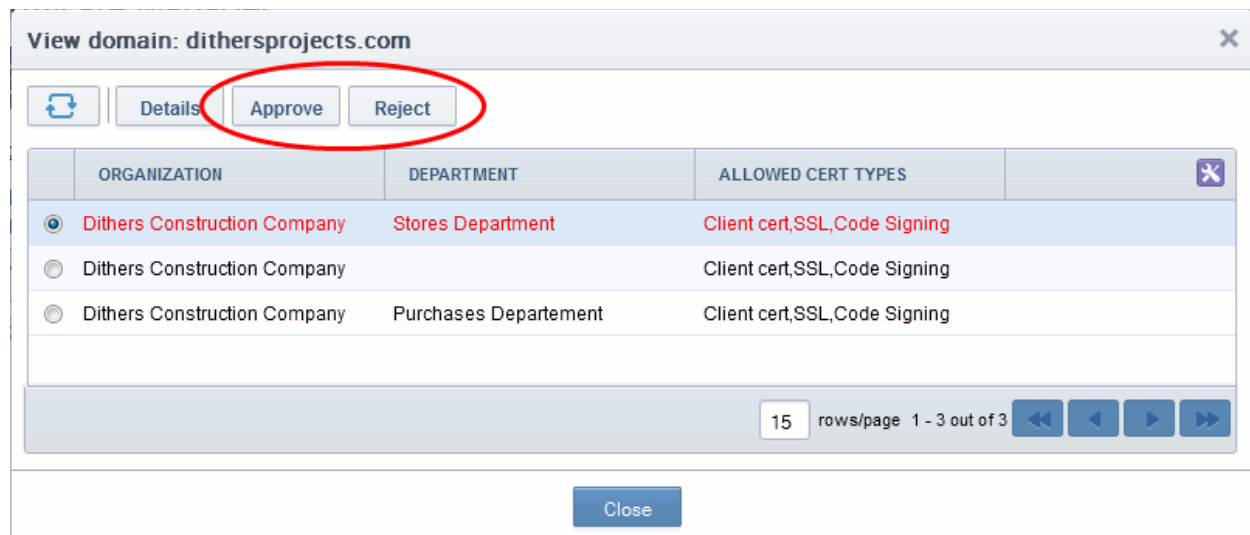 View domain: dithersprojects.com
Details Approve Reject
ORGANIZATION DEPARTMENT ALLOWED CERT TYPES
Dithers Construction Company Stores Department Client cert,SSL,Code Signing
Dithers Construction Company Client cert,SSL,Code Signing
Dithers Construction Company Purchases Departement Client cert,SSL,Code Signing
15 rows/page 1 - 3 out of 3
Close